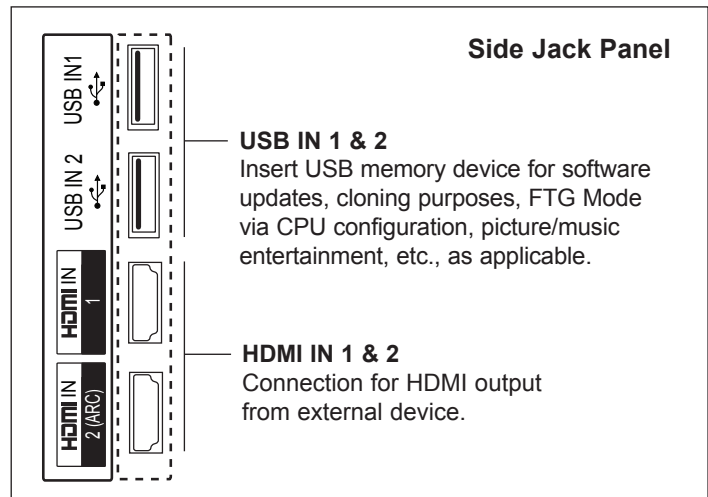 Side Jack Panel
USB IN1
USB IN 2
HDMI IN
1
HDMI IN
2 (ARC)
USB IN 1 & 2
Insert USB memory device for software
updates, cloning purposes, FTG Mode
via CPU configuration, picture/music
entertainment, etc., as applicable.
HDMI IN 1 & 2
Connection for HDMI output
from external device.